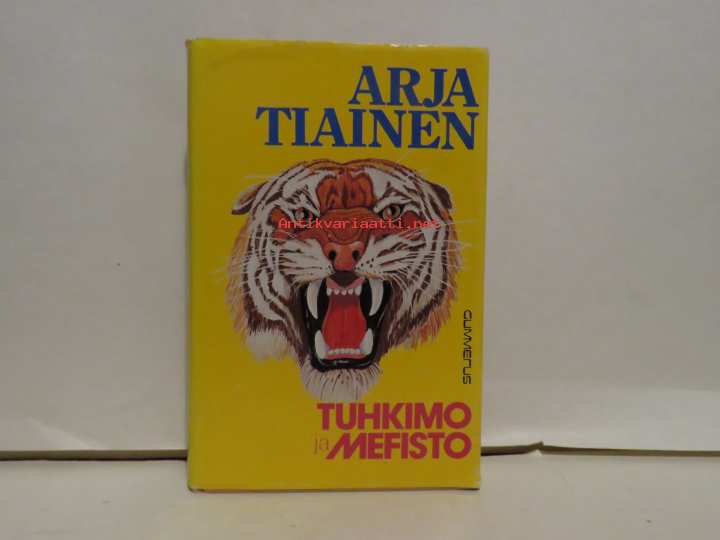 ARJA
TIAINEN
Antikvariaatti.net
GUMMERUS
TUHKIMO
ja MEFISTO